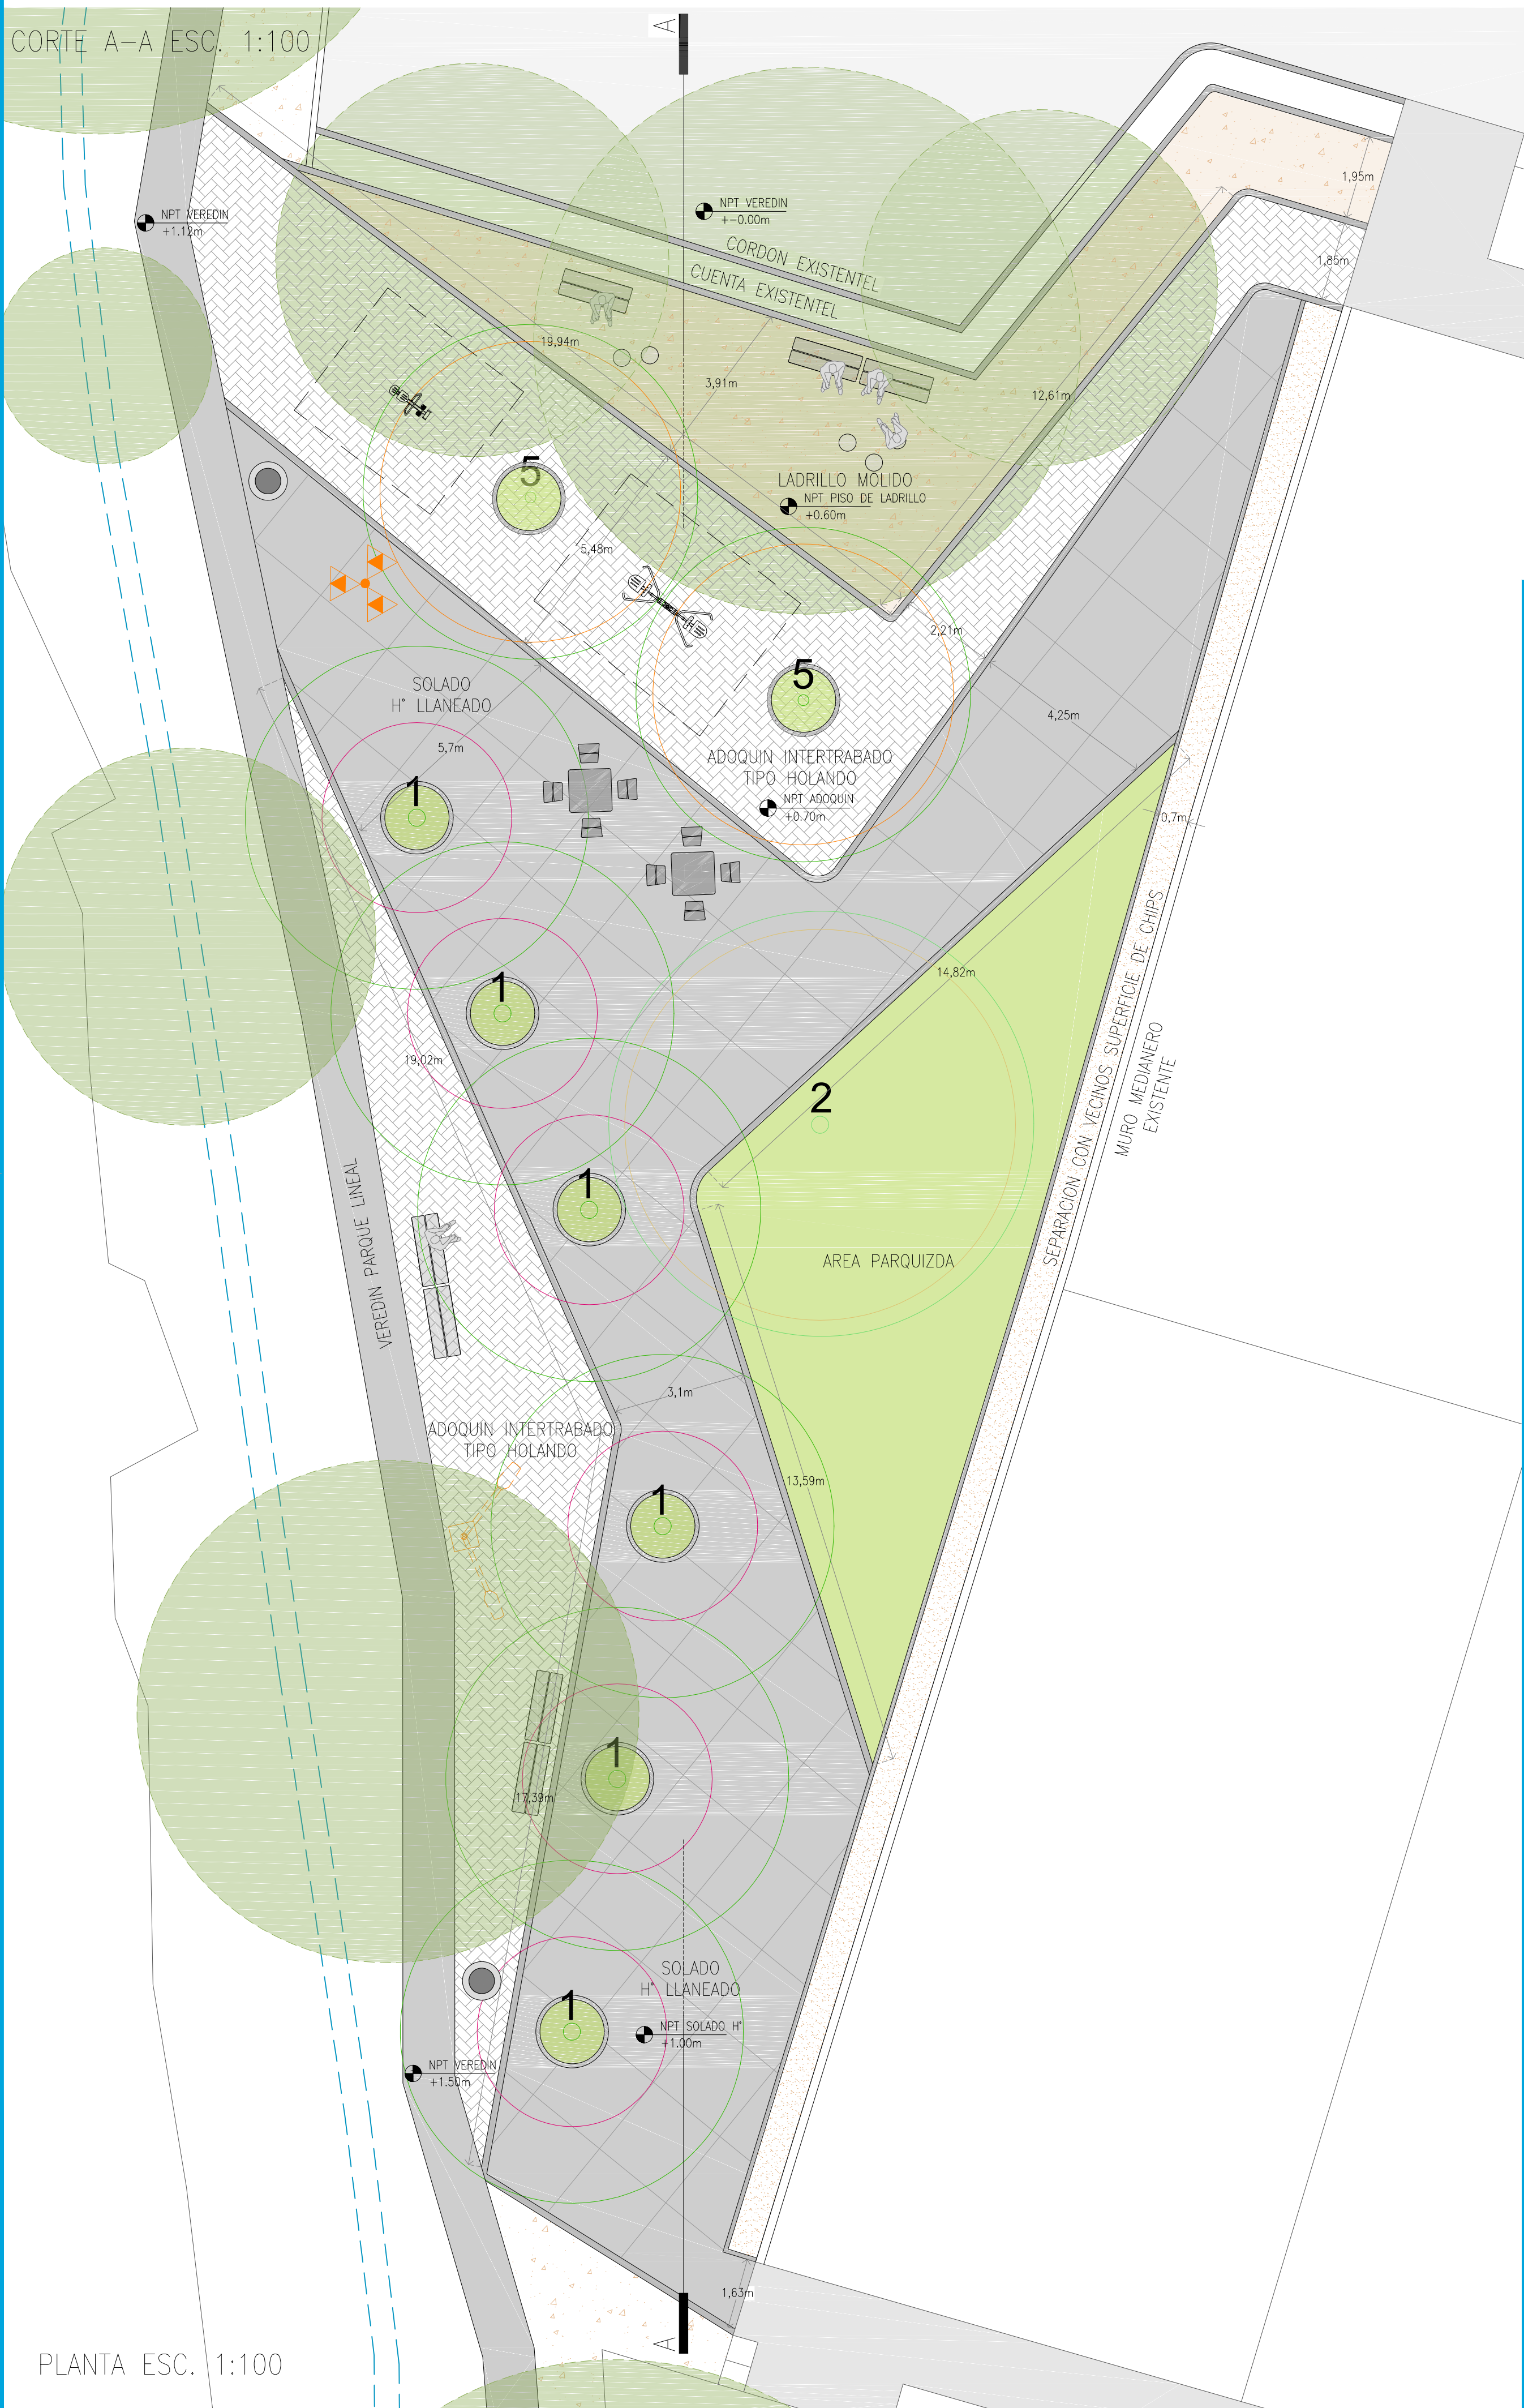 CORTE A-A ESC. 1:100
A
1,95m
NPT VEREDIN
+-0.00m
NPT VEREDIN
+1.12m
CORDON EXISTENTEL
CUENTA EXISTENTEL
1,85m
19,94m
3,91m
12,61m
5
LADRILLO MOLIDO
NPT PISO DE LADRILLO
+0.60m
5,48m
2,21m
5
SOLADO
H° LLANEADO
4,25m
5,7m
ADOQUIN INTERTRABADO
TIPO HOLANDO
NPT ADOQUIN
+0.70m
1
0,7m
14,82m
1
19,02m
2
SEPARACION CON VECINOS SUPERFICIE DE CHIPS
MURO MEDIANERO
EXISTENTE
1
VEREDIN PARQUE LINEAL
AREA PARQUIZDA
3,1m
ADOQUIN INTERTRABADO
TIPO HOLANDO
13,59m
1
1
17,39m
SOLADO
H° LLANEADO
1
NPT SOLADO H°
+1.00m
NPT VEREDIN
+1.50m
1,63m
A
PLANTA ESC. 1:100